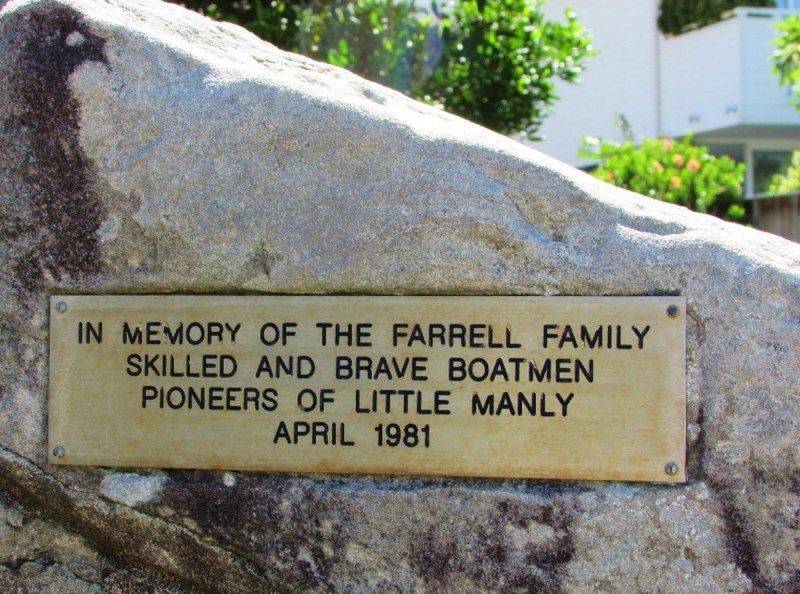 IN MEMORY OF THE FARRELL FAMILY
SKILLED AND BRAVE BOATMEN
PIONEERS OF LITTLE MANLY
APRIL 1981